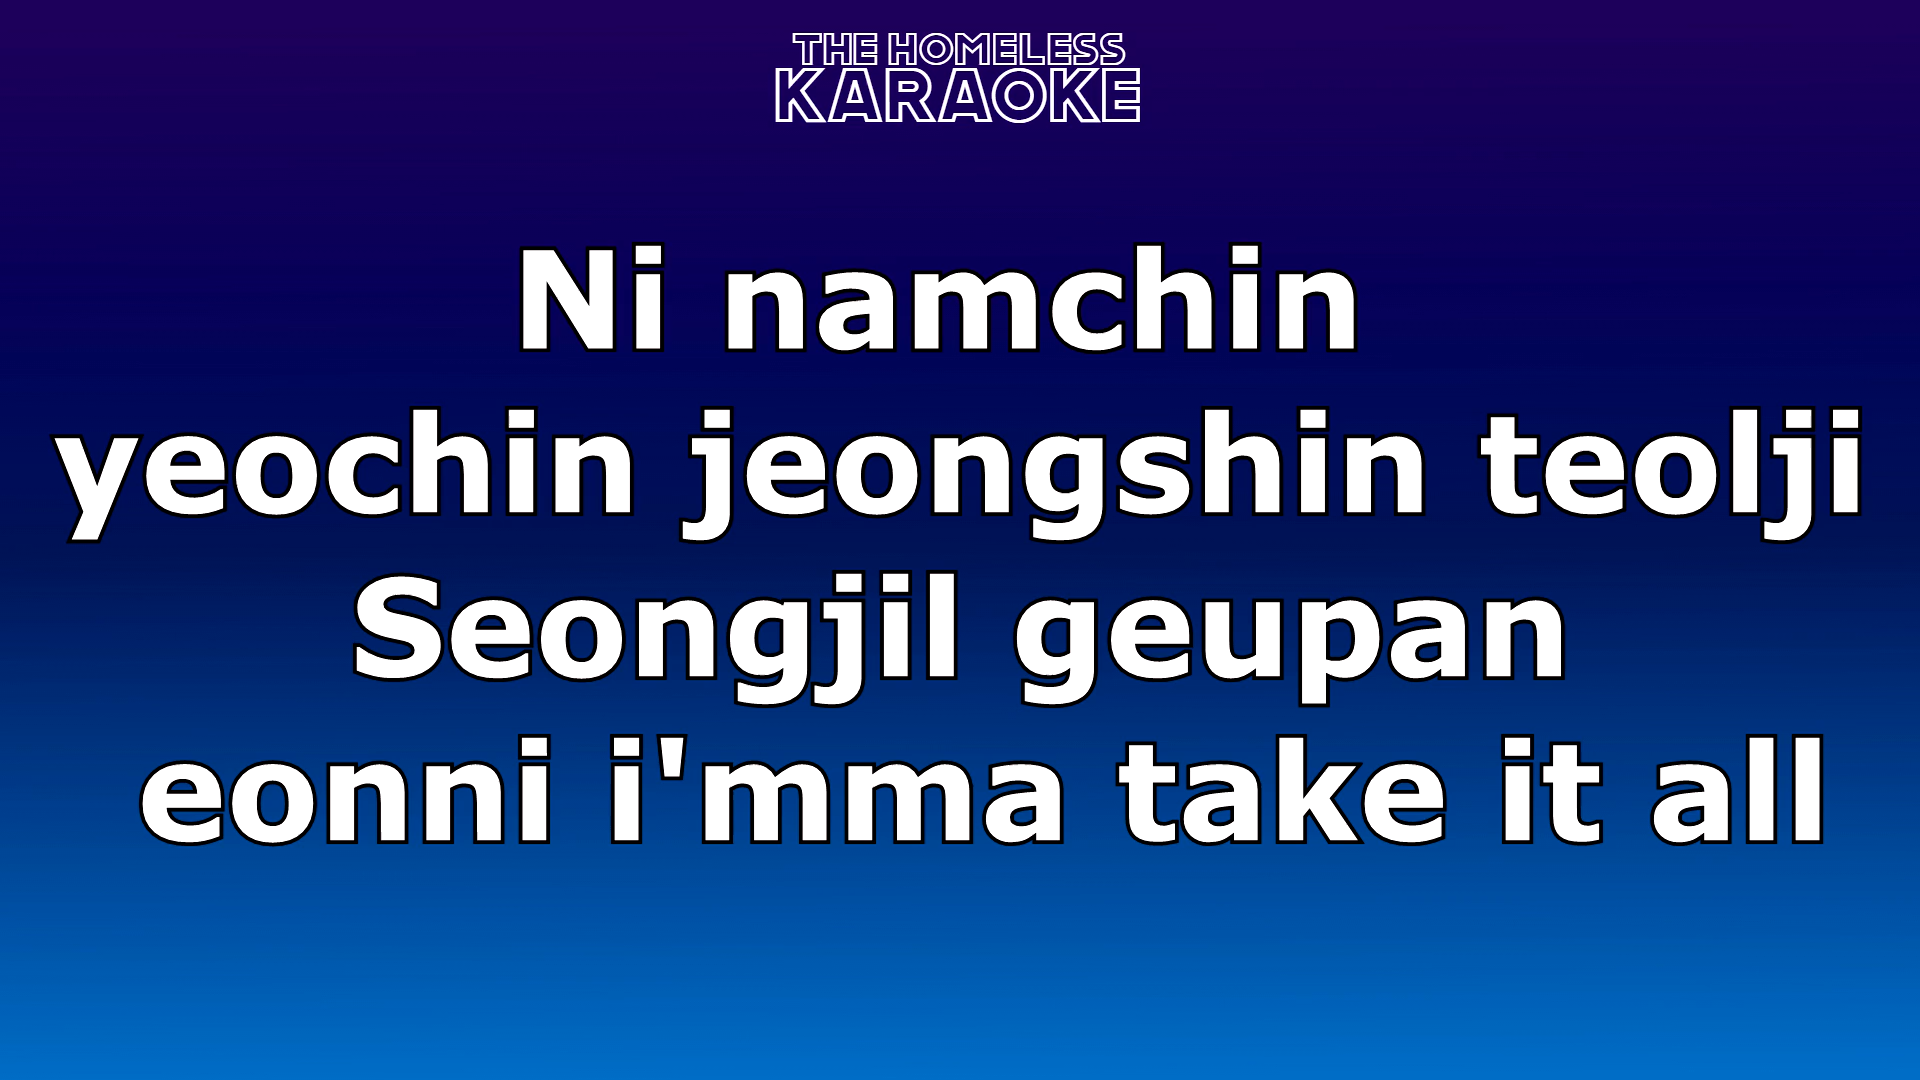 THE HOMELESS
KARAOKE
Ni namchin
yeochin jeongshin teolji
Seongjil geupan
eonni i'mma take it all